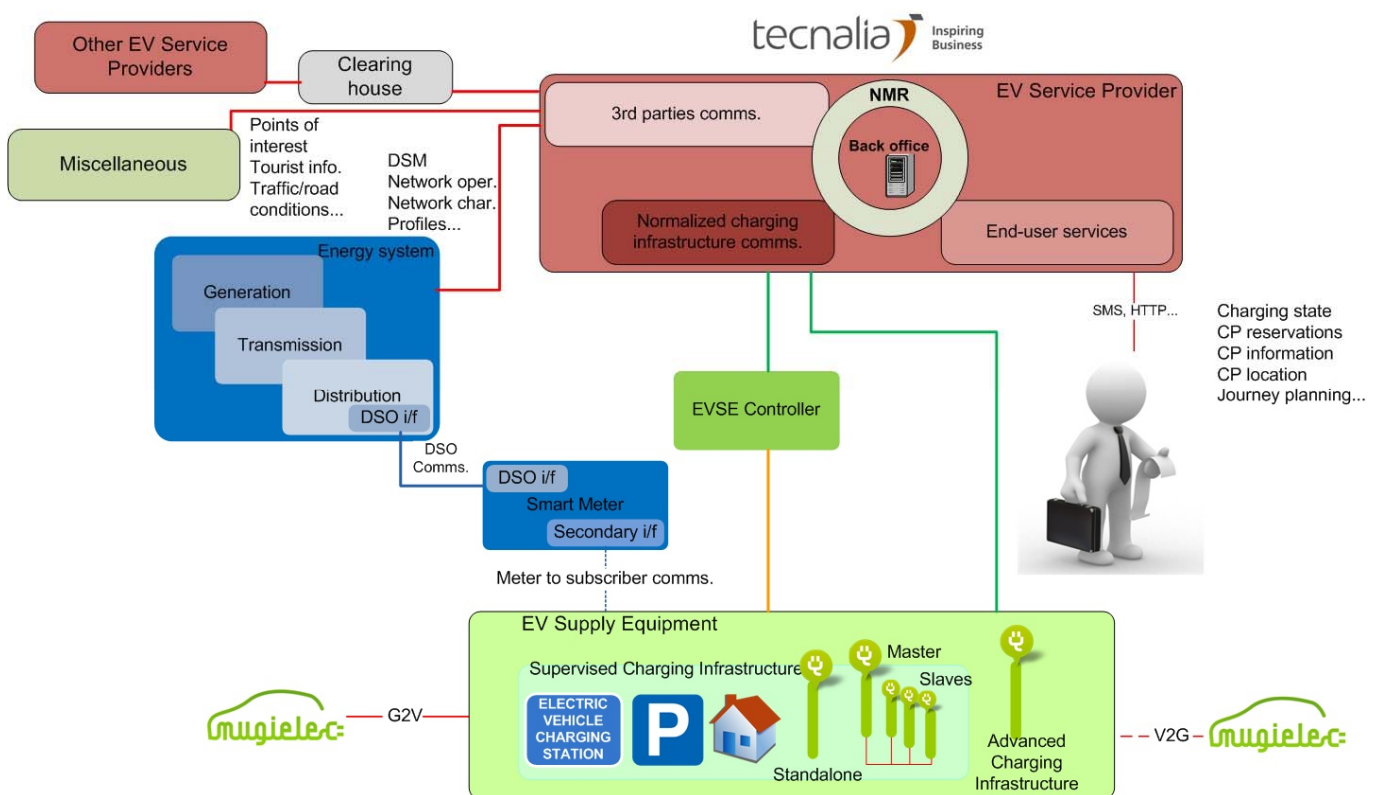 tecnalia
Inspiring
Business
Other EV Service
Providers
Clearing
house
EV Service Provider
3rd parties comms.
NMR
Back office
Miscellaneous
Points of
interest
Tourist info.
Traffic/road
conditions...
DSM
Network oper.
Network char.
Profiles...
Normalized charging
infrastructure comms.
End-user services
Energy system
Generation
Transmission
Distribution
DSO i/f
SMS, HTTP...
Charging state
CP reservations
CP information
CP location
Journey planning...
EVSE Controller
DSO
Comms.
DSO i/f
Smart Meter
Secondary i/f
Meter to subscriber comms.
EV Supply Equipment
Supervised Charging Infrastructure
Master
Slaves
ELECTRIC
VEHICLE
CHARGING
STATION
P
Standalone
Advanced
Charging
Infrastructure
mugielec
G2V
V2G
mugielec